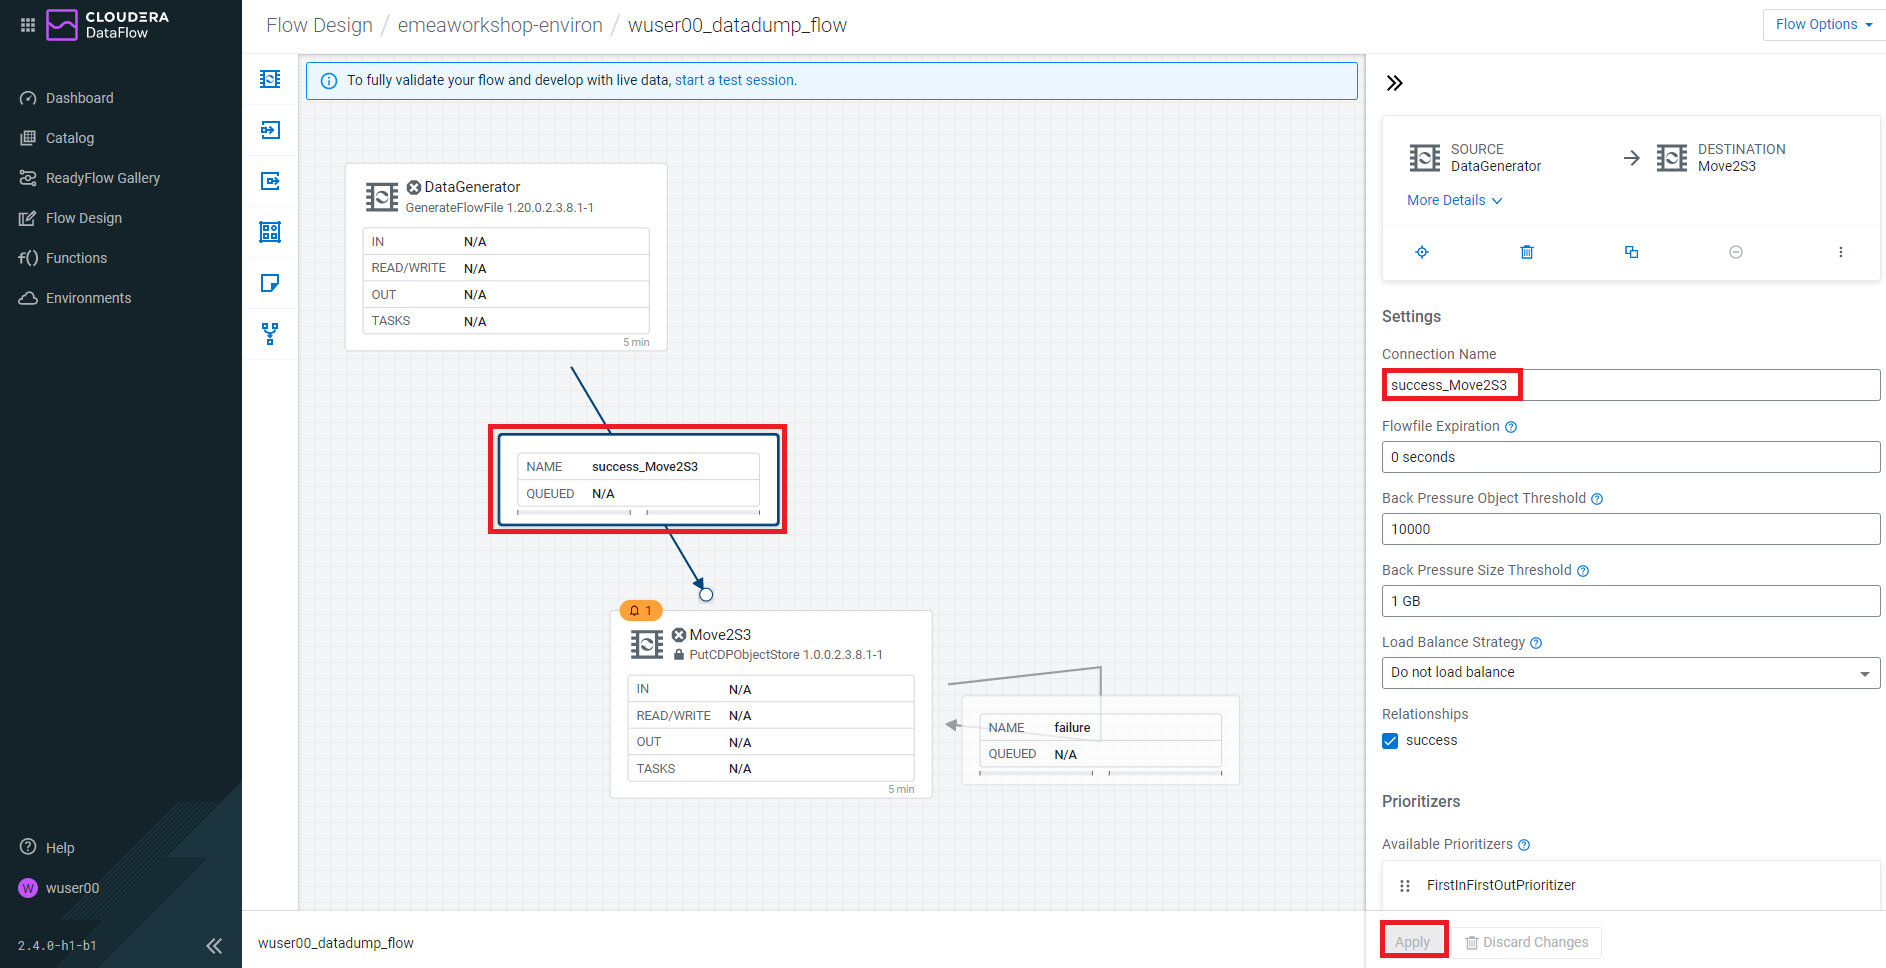 CLOUDERA
DataFlow
Dashboard
Catalog
ReadyFlow Gallery
Flow Design
f() Functions
Environments
Help
W wuser00
2.4.0-h1-b1
Flow Design / emeaworkshop-environ / wuser00_datadump_flow
Flow Options
To fully validate your flow and develop with live data, start a test session.
DataGenerator
GenerateFlowFile 1.20.0.2.3.8.1-1
IN N/A
READ/WRITE N/A
OUT N/A
TASKS N/A
5 min
NAME success_Move2S3
QUEUED N/A
1
Move2S3
PutCDPObjectStore 1.0.0.2.3.8.1-1
IN N/A
READ/WRITE N/A
OUT N/A
TASKS N/A
5 min
NAME failure
QUEUED N/A
wuser00_datadump_flow
SOURCE
DataGenerator
DESTINATION
Move2S3
More Details
Settings
Connection Name
success_Move2S3
Flowfile Expiration
0 seconds
Back Pressure Object Threshold
10000
Back Pressure Size Threshold
1 GB
Load Balance Strategy
Do not load balance
Relationships
success
Prioritizers
Available Prioritizers
FirstInFirstOutPrioritizer
Apply
Discard Changes